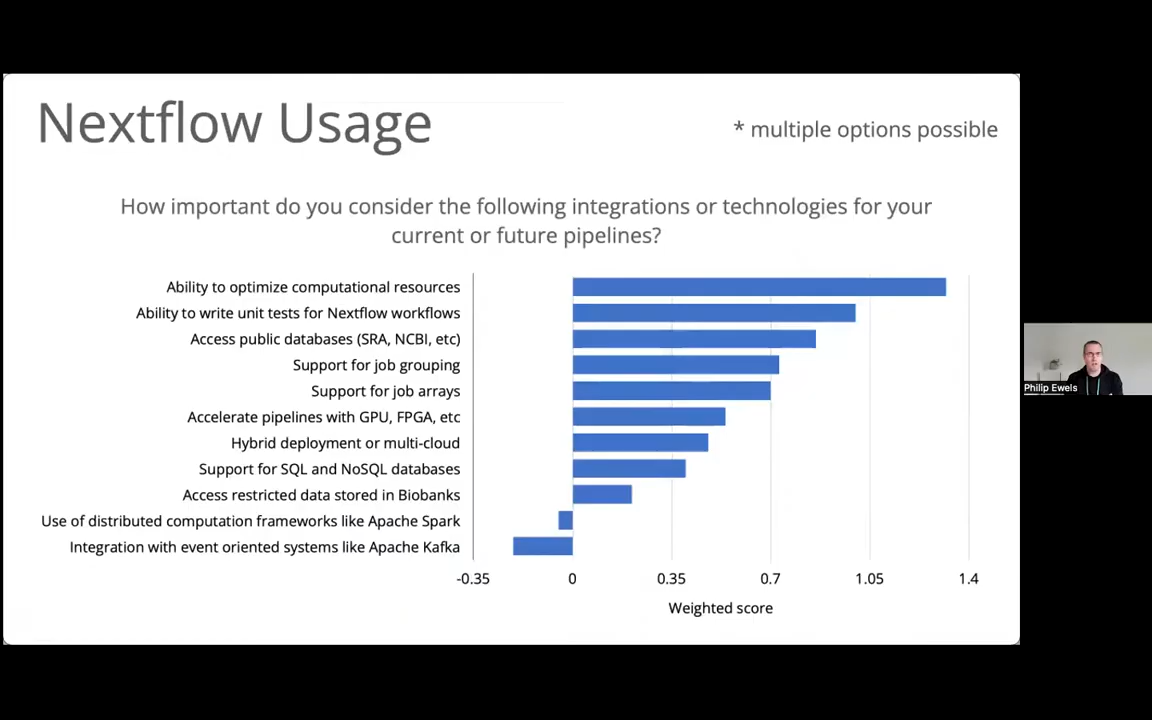 Nextflow Usage
* multiple options possible
How important do you consider the following integrations or technologies for your
current or future pipelines?
Ability to optimize computational resources
Ability to write unit tests for Nextflow workflows
Access public databases (SRA, NCBI, etc)
Support for job grouping
Support for job arrays
Accelerate pipelines with GPU, FPGA, etc
Hybrid deployment or multi-cloud
Support for SQL and NoSQL databases
Access restricted data stored in Biobanks
Use of distributed computation frameworks like Apache Spark
Integration with event oriented systems like Apache Kafka
-0.35 0 0.35 0.7 1.05 1.4
Weighted score
Philip Ewels